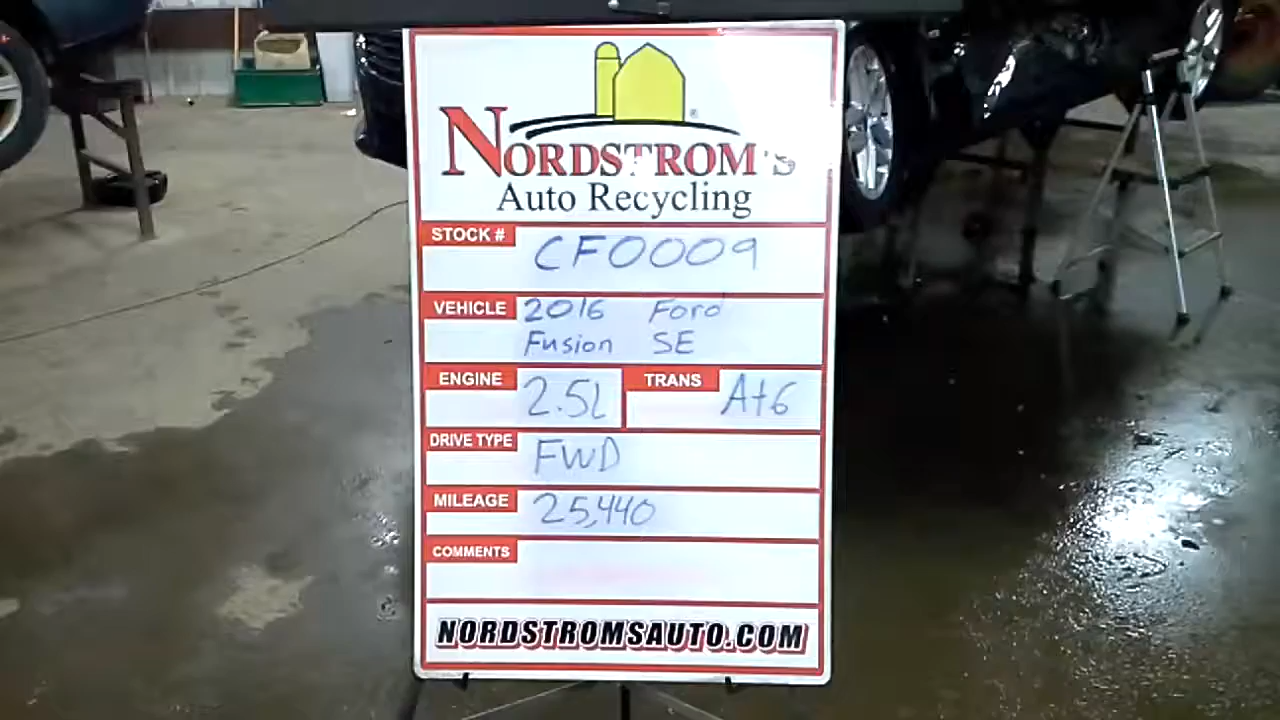 NORDSTROM'S
Auto Recycling
STOCK # CF0009
VEHICLE 2016 Ford
Fusion SE
ENGINE 2.5L TRANS At6
DRIVE TYPE FWD
MILEAGE 25,440
COMMENTS
NORDSTROMSAUTO.COM